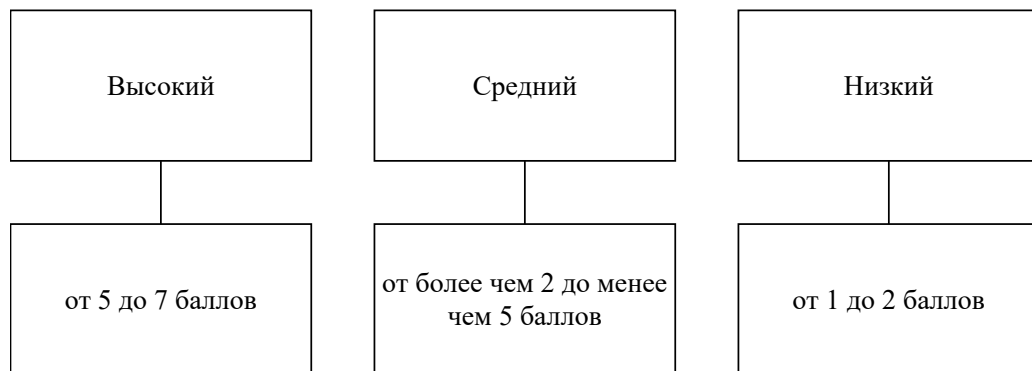 Высокий
Средний
Низкий
от 5 до 7 баллов
от более чем 2 до менее
чем 5 баллов
от 1 до 2 баллов